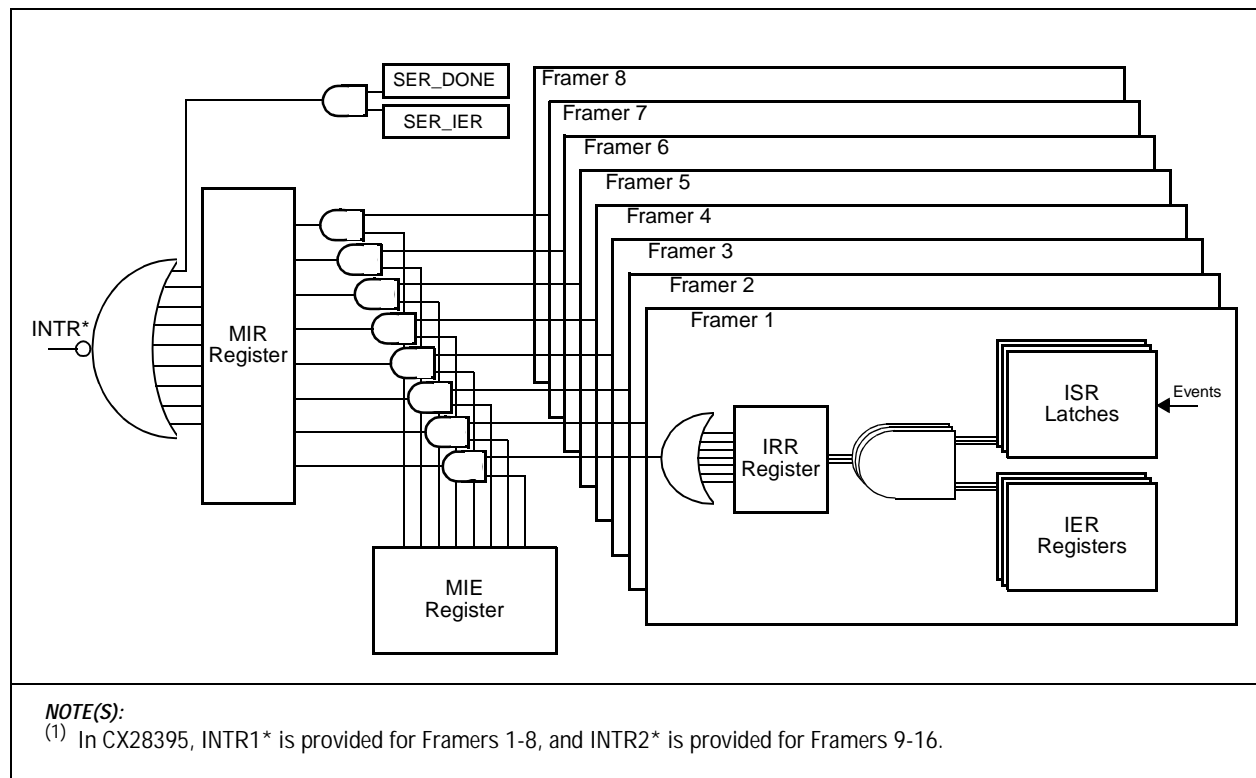 SER_DONE
SER_IER
Framer 8
Framer 7
Framer 6
Framer 5
Framer 4
Framer 3
Framer 2
Framer 1
INTR*
MIR
Register
IRR
Register
ISR
Latches
Events
IER
Registers
MIE
Register
NOTE(S):
(1) In CX28395, INTR1* is provided for Framers 1-8, and INTR2* is provided for Framers 9-16.